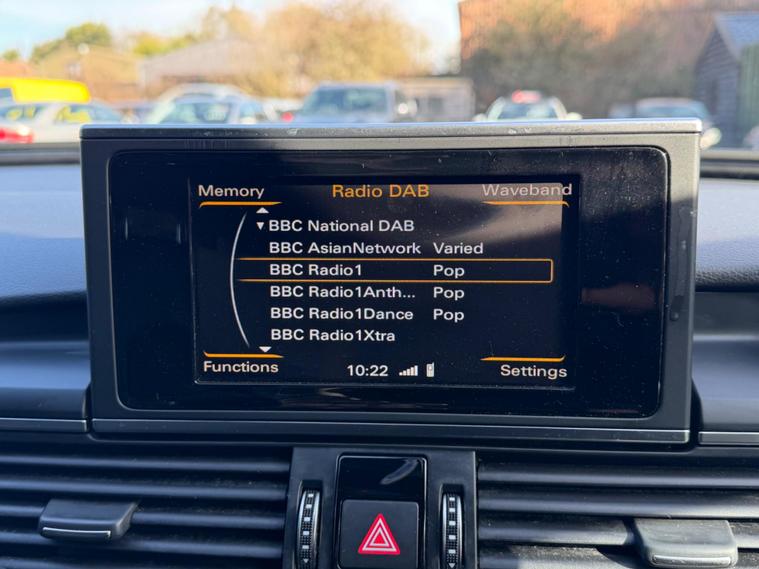 Memory Radio DAB Waveband
BBC National DAB
BBC AsianNetwork Varied
BBC Radio1 Pop
BBC Radio1Anth... Pop
BBC Radio1Dance Pop
BBC Radio1Xtra
Functions 10:22 Settings